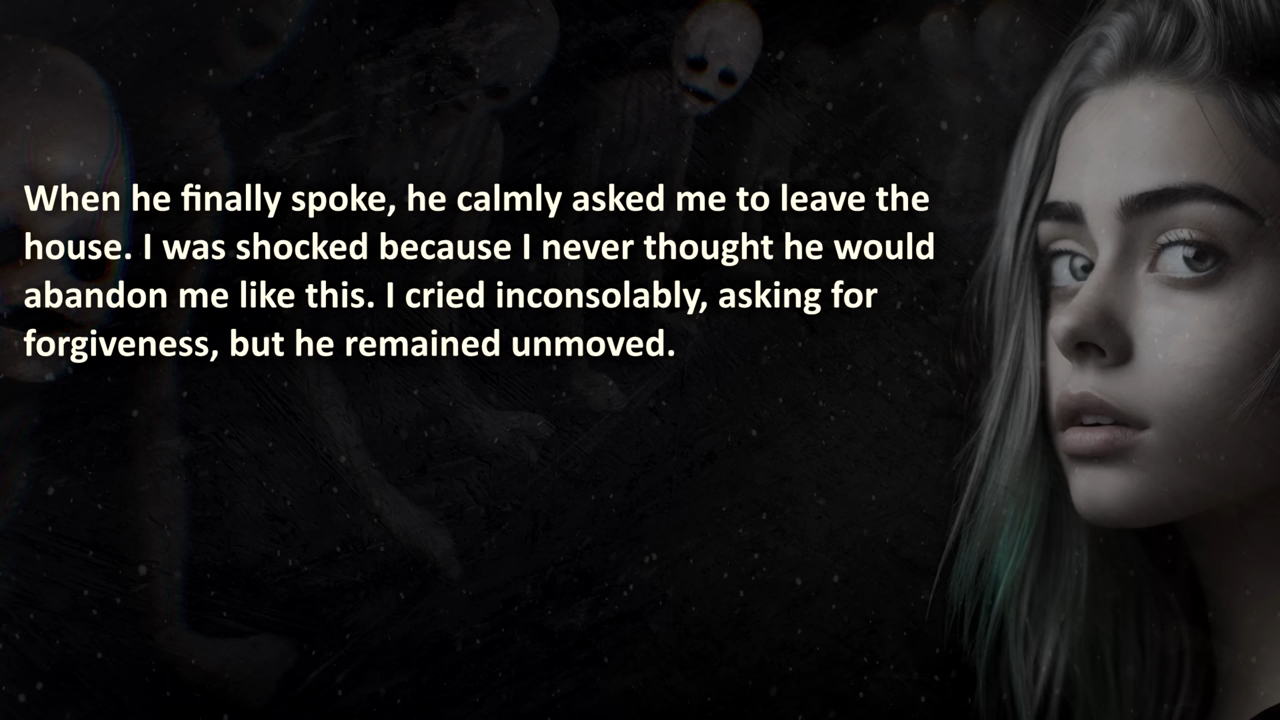 When he finally spoke, he calmly asked me to leave the
house. I was shocked because I never thought he would
abandon me like this. I cried inconsolably, asking for
forgiveness, but he remained unmoved.